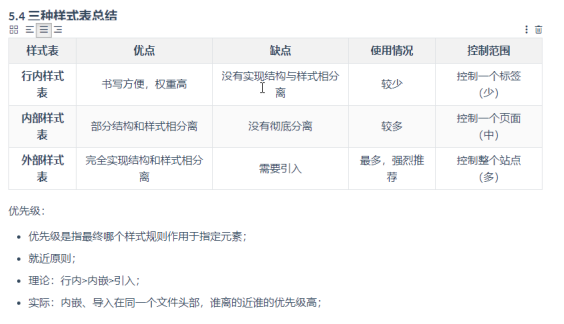 5.4 三种样式表总结
样式表 优点 缺点 使用情况 控制范围
行内样式表 书写方便，权重高 没有实现结构与样式相分离 较少 控制一个标签（少）
内部样式表 部分结构和样式相分离 没有彻底分离 较多 控制一个页面（中）
外部样式表 完全实现结构和样式相分离 需要引入 最多，强烈推荐 控制整个站点（多）
优先级：
优先级是指最终哪个样式规则作用于指定元素；
就近原则；
理论：行内>内嵌>引入；
实际：内嵌、导入在同一个文件头部，谁离的近谁的优先级高；